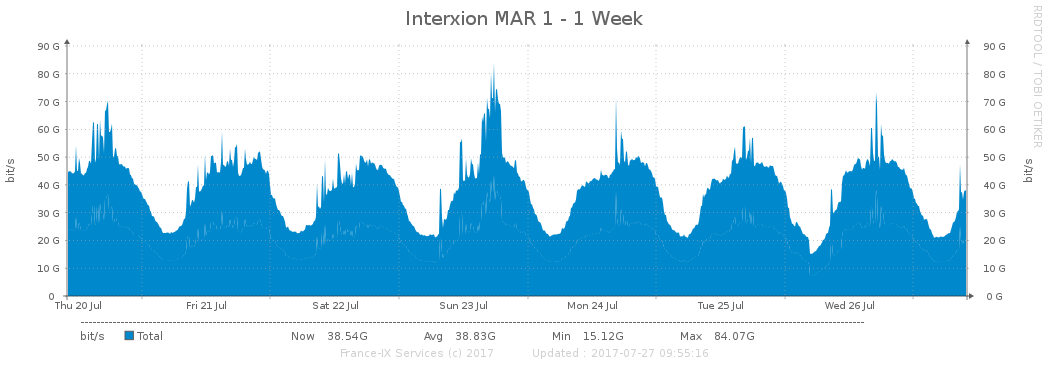 Interxion MAR 1 - 1 Week
RRDTOOL / TOBI OETIKER
90 G 90 G
80 G 80 G
70 G 70 G
60 G 60 G
50 G 50 G
40 G 40 G
30 G 30 G
20 G 20 G
10 G 10 G
0 0 G
bit/s
bit/s
Thu 20 Jul Fri 21 Jul Sat 22 Jul Sun 23 Jul Mon 24 Jul Tue 25 Jul Wed 26 Jul
bit/s Total Now 38.54G Avg 38.83G Min 15.12G Max 84.07G
France-IX Services (c) 2017 Updated : 2017-07-27 09:55:16